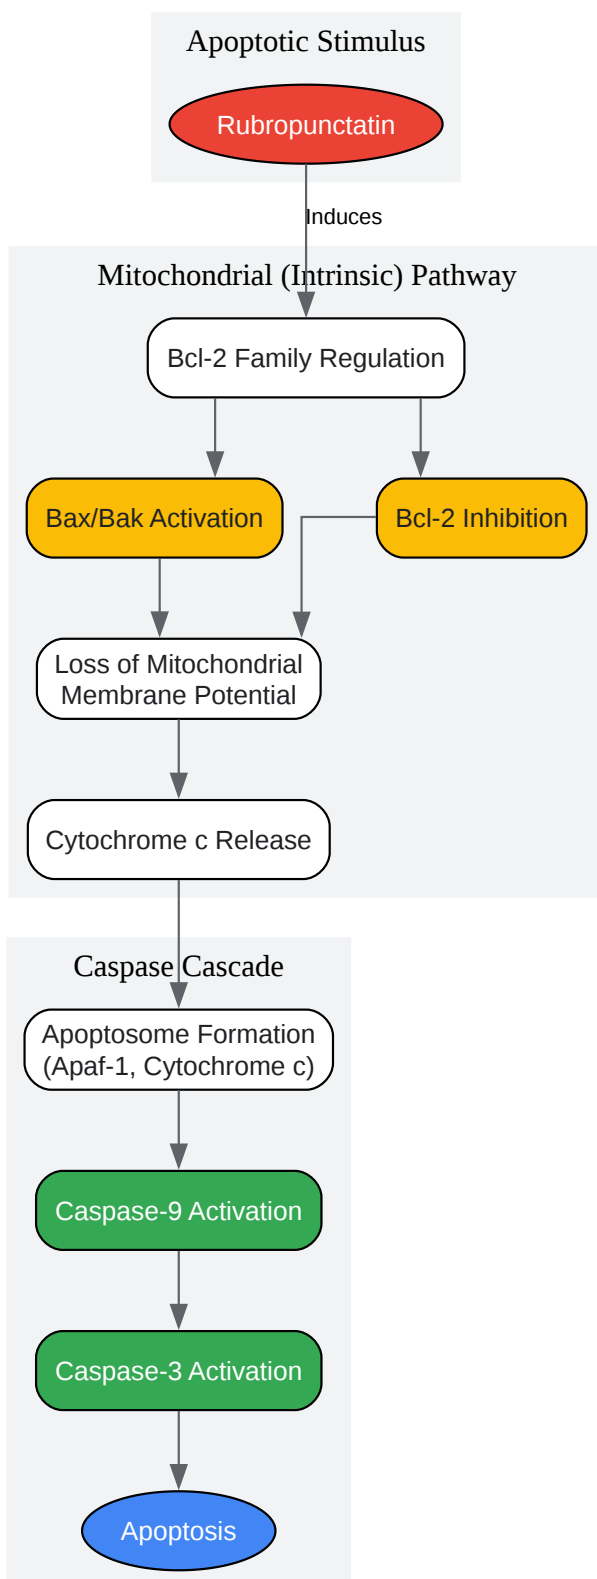 Apoptotic Stimulus
Rubropunctatin
Induces
Mitochondrial (Intrinsic) Pathway
Bcl-2 Family Regulation
Bax/Bak Activation
Bcl-2 Inhibition
Loss of Mitochondrial
Membrane Potential
Cytochrome c Release
Caspase Cascade
Apoptosome Formation
(Apaf-1, Cytochrome c)
Caspase-9 Activation
Caspase-3 Activation
Apoptosis